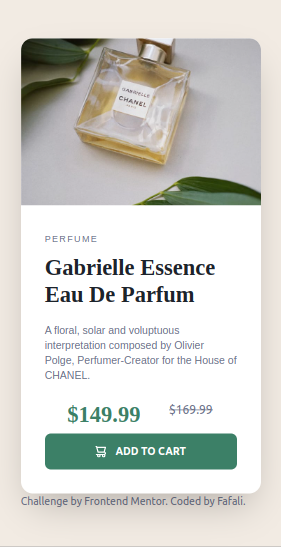 GABRIELLE
CHANEL
PARIS
PERFUME
Gabrielle Essence
Eau De Parfum
A floral, solar and voluptuous
interpretation composed by Olivier
Polge, Perfumer-Creator for the House of
CHANEL.
$149.99 $169.99
ADD TO CART
Challenge by Frontend Mentor. Coded by Fafali.